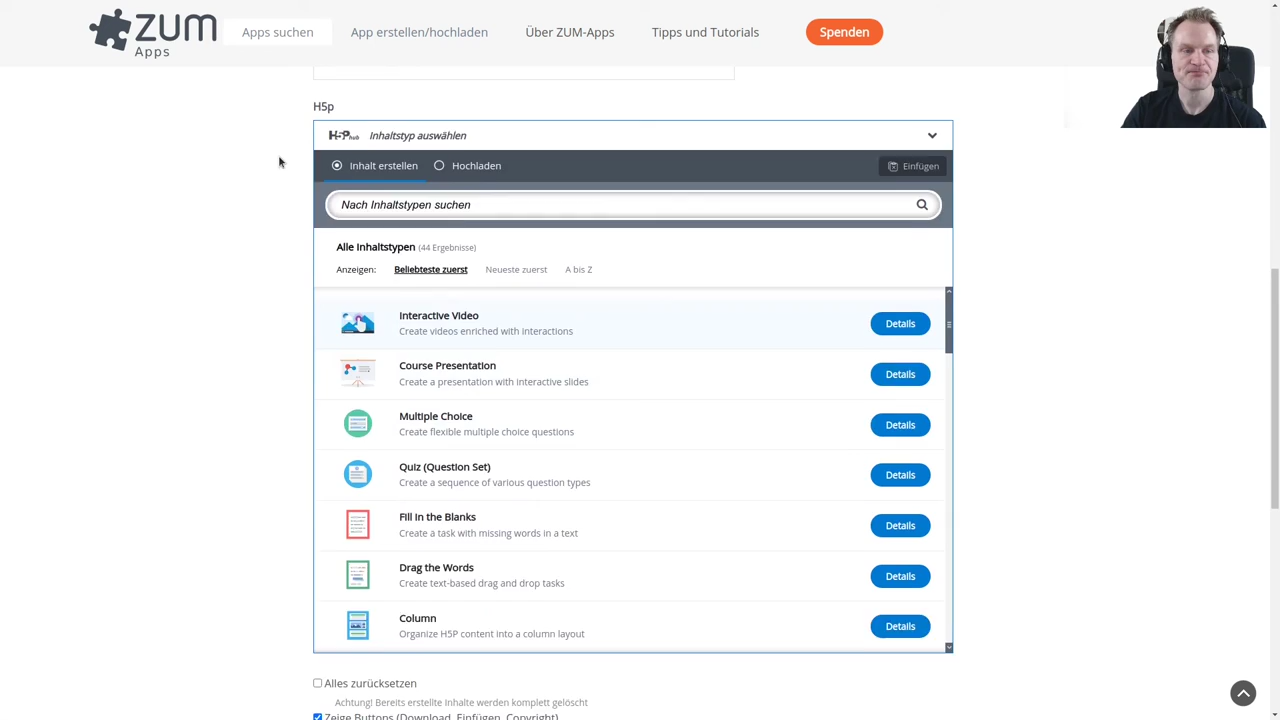 ZUM
Apps
Apps suchen
App erstellen/hochladen
Über ZUM-Apps
Tipps und Tutorials
Spenden
H5p
H5P hub Inhaltstyp auswählen
Inhalt erstellen
Hochladen
Einfügen
Nach Inhaltstypen suchen
Alle Inhaltstypen (44 Ergebnisse)
Anzeigen: Beliebteste zuerst Neueste zuerst A bis Z
Interactive Video
Create videos enriched with interactions
Details
Course Presentation
Create a presentation with interactive slides
Details
Multiple Choice
Create flexible multiple choice questions
Details
Quiz (Question Set)
Create a sequence of various question types
Details
Fill in the Blanks
Create a task with missing words in a text
Details
Drag the Words
Create text-based drag and drop tasks
Details
Column
Organize H5P content into a column layout
Details
Alles zurücksetzen
Achtung! Bereits erstellte Inhalte werden komplett gelöscht
Zeige Buttons (Download, Einfügen, Copyright)